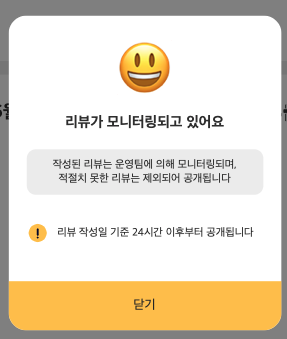 리뷰가 모니터링되고 있어요
작성된 리뷰는 운영팀에 의해 모니터링되며,
적절치 못한 리뷰는 제외되어 공개됩니다
리뷰 작성일 기준 24시간 이후부터 공개됩니다
닫기